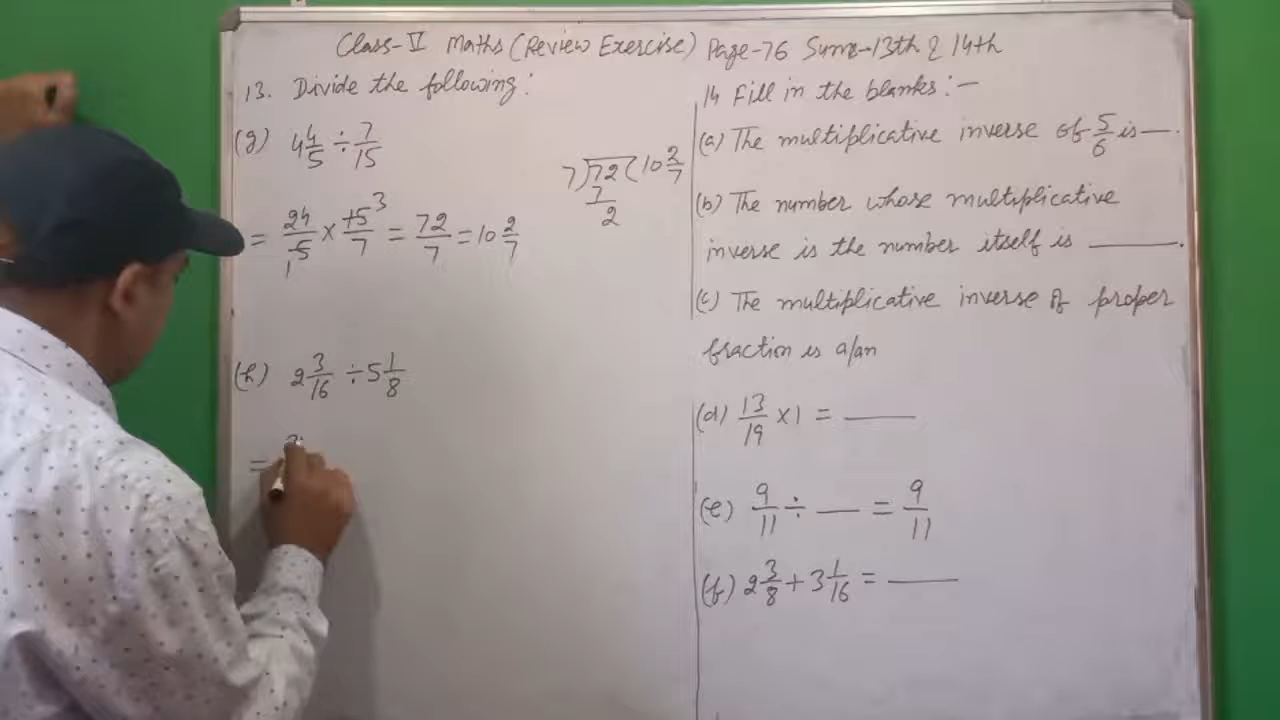 Class-V Maths (Review Exercise) Page-76 Sums-13th & 14th
13. Divide the following:
(g) 4 4/5 ÷ 7/15
= 24/5 1 × 15/7 3 = 72/7 = 10 2/7
7)72(10 2/7
7
2
(h) 2 3/16 ÷ 5 1/8
=
14 Fill in the blanks:-
(a) The multiplicative inverse of 5/6 is —.
(b) The number whose multiplicative
inverse is the number itself is ———.
(c) The multiplicative inverse of proper
fraction is a/an
(d) 13/19 × 1 = ———
(e) 9/11 ÷ —— = 9/11
(f) 2 3/8 + 3 1/16 = ———